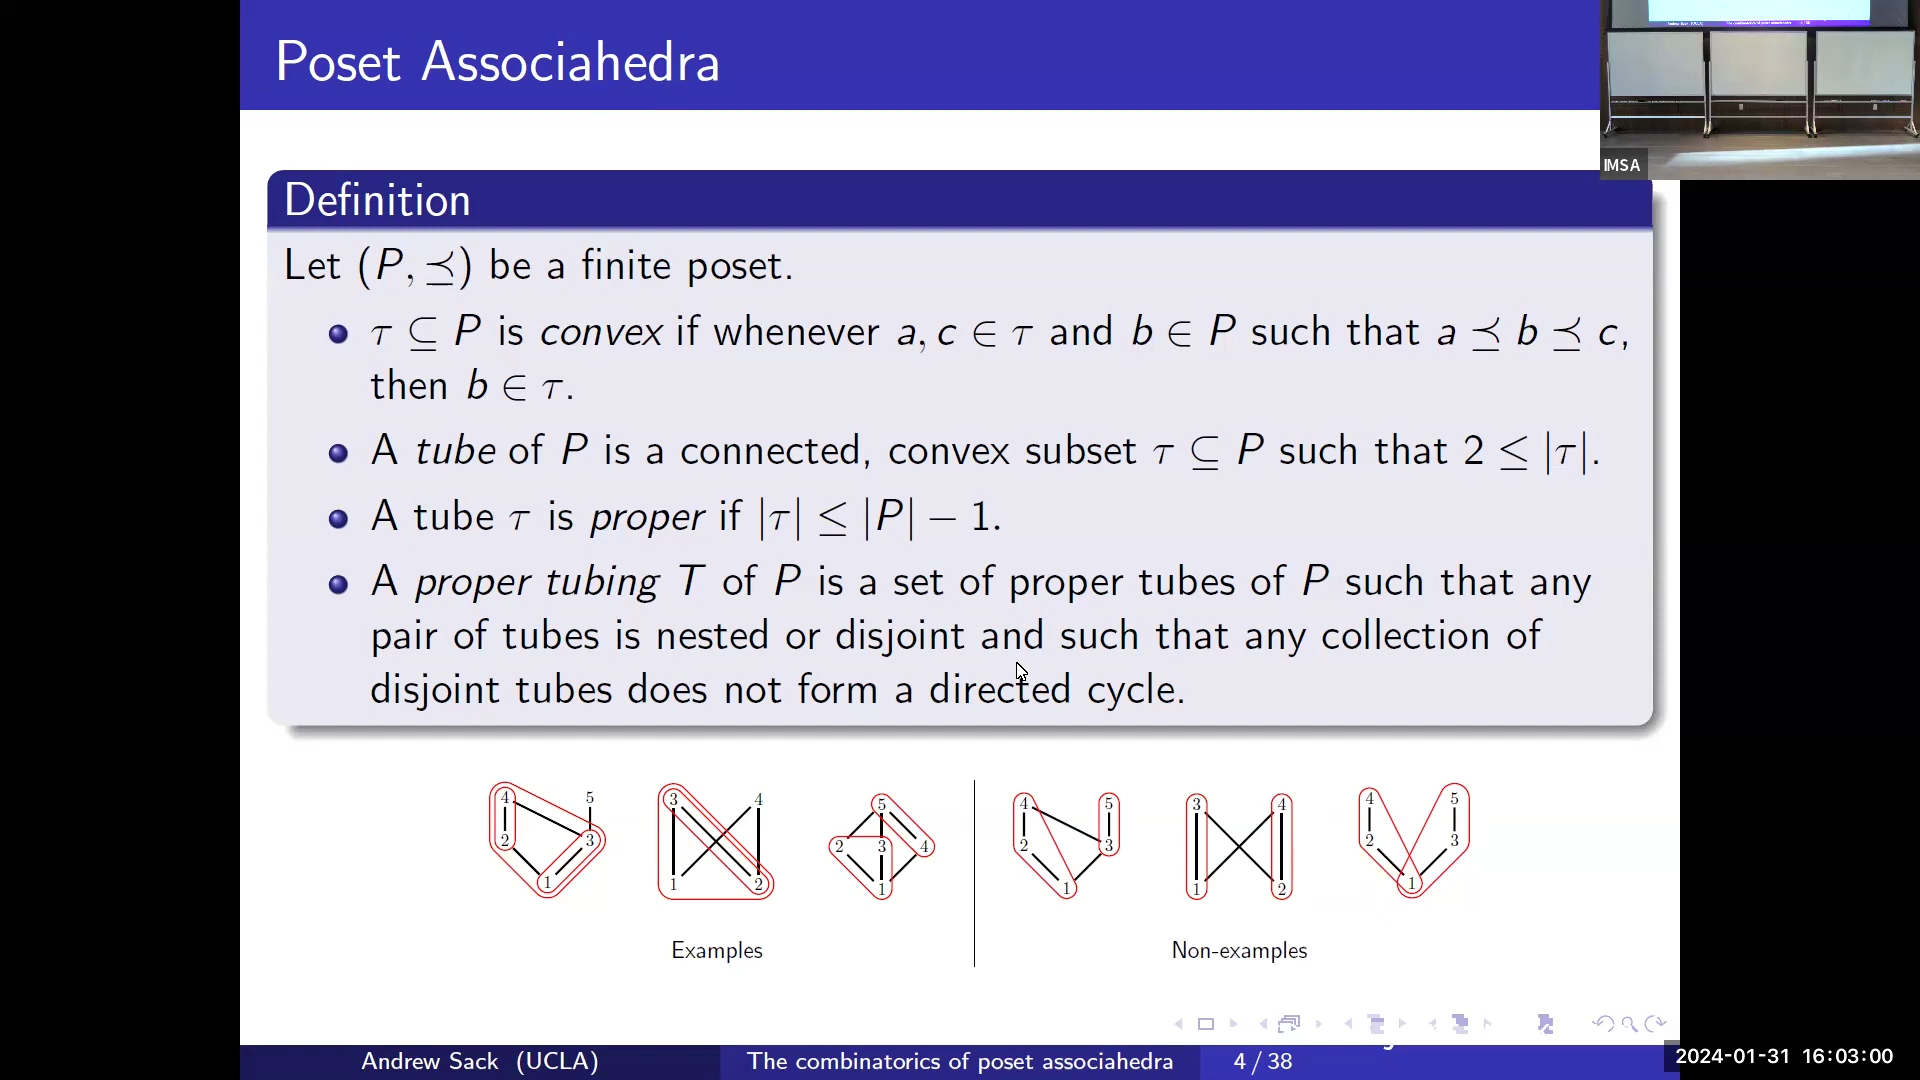 Poset Associahedra
IMSA
Definition
Let (P, ⪯) be a finite poset.
τ ⊆ P is convex if whenever a, c ∈ τ and b ∈ P such that a ⪯ b ⪯ c,
then b ∈ τ.
A tube of P is a connected, convex subset τ ⊆ P such that 2 ≤ |τ|.
A tube τ is proper if |τ| ≤ |P| − 1.
A proper tubing T of P is a set of proper tubes of P such that any
pair of tubes is nested or disjoint and such that any collection of
disjoint tubes does not form a directed cycle.
4 5 2 3 1
3 4 1 2
5 2 3 4 1
4 5 2 3 1
3 4 1 2
4 5 2 3 1
Examples
Non-examples
Andrew Sack (UCLA)
The combinatorics of poset associahedra
4 / 38
2024-01-31 16:03:00